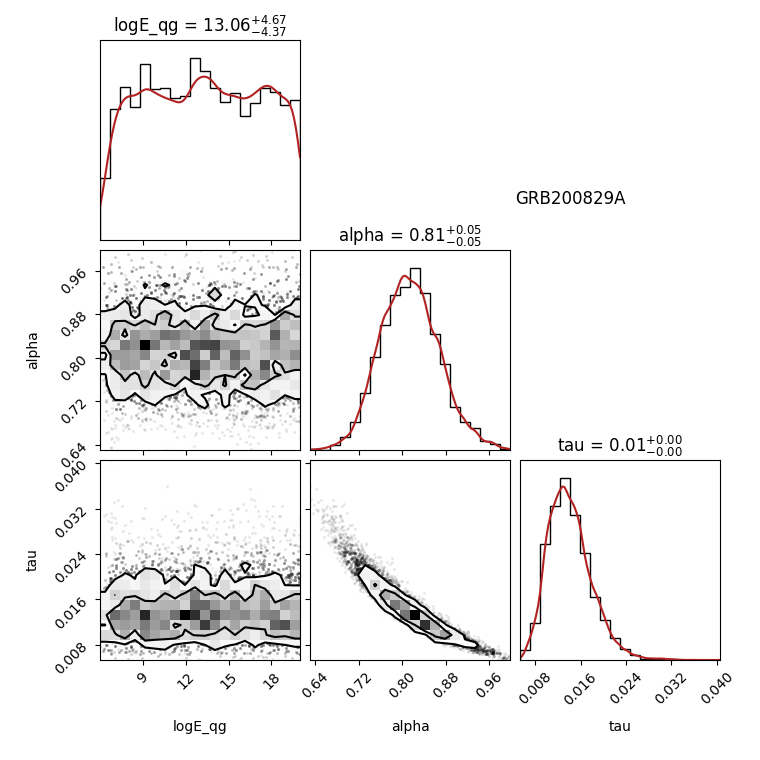 logE_qg = 13.06+4.67−4.37
GRB200829A
alpha = 0.81+0.05−0.05
alpha
0.96
0.88
0.80
0.72
0.64
tau = 0.01+0.00−0.00
tau
0.040
0.032
0.024
0.016
0.008
9 12 15 18
0.64 0.72 0.80 0.88 0.96
0.008 0.016 0.024 0.032 0.040
logE_qg alpha tau